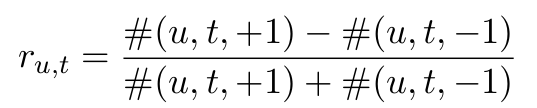 r_{u,t} = \frac{\#(u, t, +1) - \#(u, t, -1)}{\#(u, t, +1) + \#(u, t, -1)}